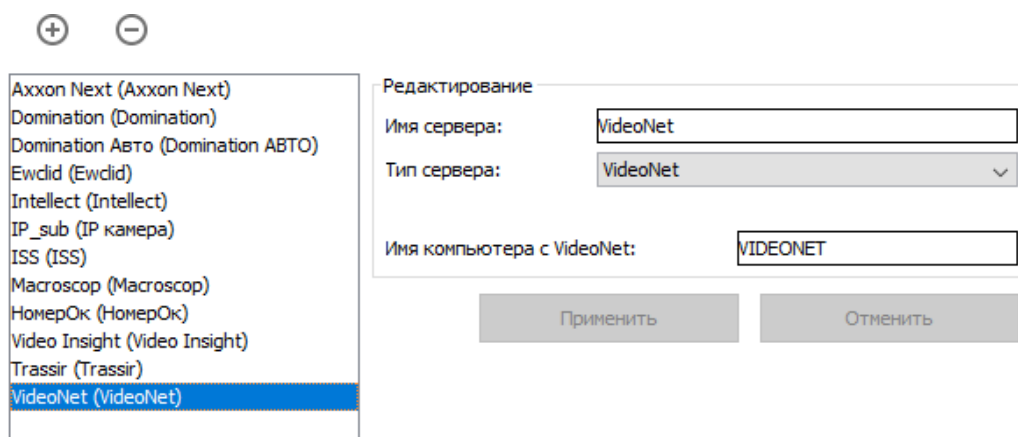 Axxon Next (Axxon Next)
Domination (Domination)
Domination Авто (Domination АВТО)
Ewclid (Ewclid)
Intellect (Intellect)
IP_sub (IP камера)
ISS (ISS)
Macroscop (Macroscop)
НомерОк (НомерОк)
Video Insight (Video Insight)
Trassir (Trassir)
VideoNet (VideoNet)
Редактирование
Имя сервера: VideoNet
Тип сервера: VideoNet
Имя компьютера с VideoNet: VIDEONET
Применить Отменить